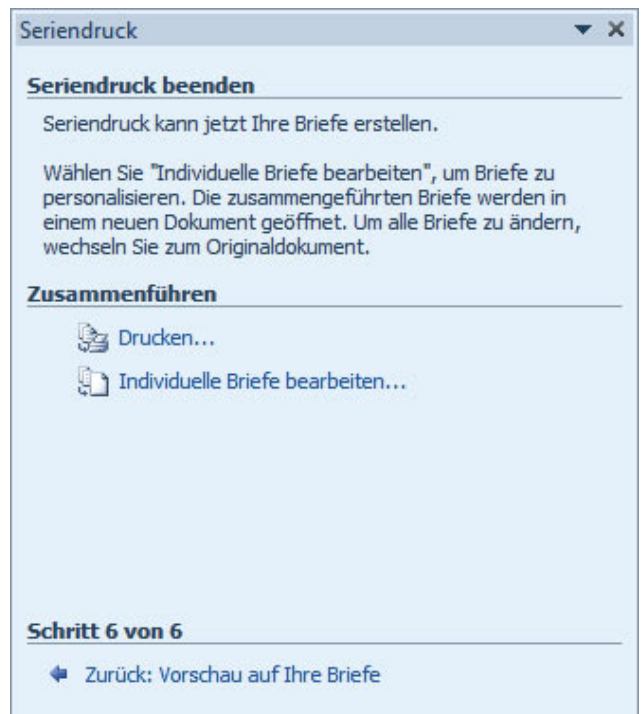 Seriendruck
Seriendruck beenden
Seriendruck kann jetzt Ihre Briefe erstellen.
Wählen Sie "Individuelle Briefe bearbeiten", um Briefe zu
personalisieren. Die zusammengeführten Briefe werden in
einem neuen Dokument geöffnet. Um alle Briefe zu ändern,
wechseln Sie zum Originaldokument.
Zusammenführen
Drucken...
Individuelle Briefe bearbeiten...
Schritt 6 von 6
Zurück: Vorschau auf Ihre Briefe